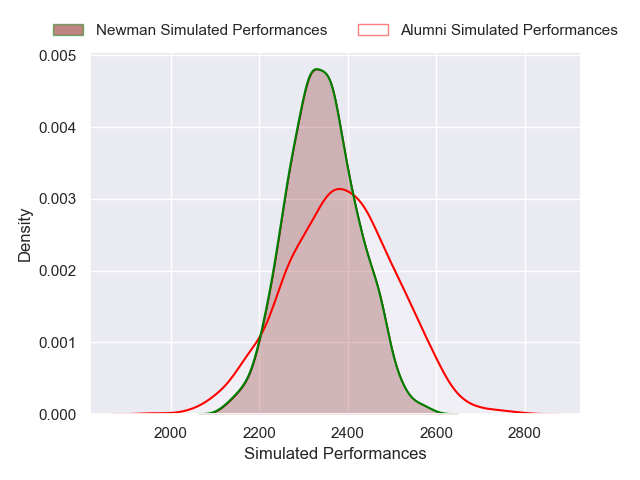 Newman Simulated Performances
Alumni Simulated Performances
0.005
0.004
0.003
0.002
0.001
0.000
Density
2000 2200 2400 2600 2800
Simulated Performances